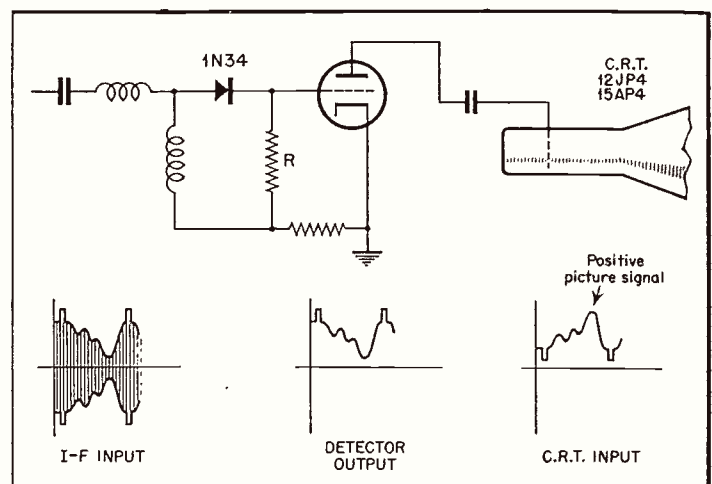 1N34
C.R.T.
12JP4
15AP4
R
Positive
picture signal
I-F INPUT
DETECTOR
OUTPUT
C.R.T. INPUT